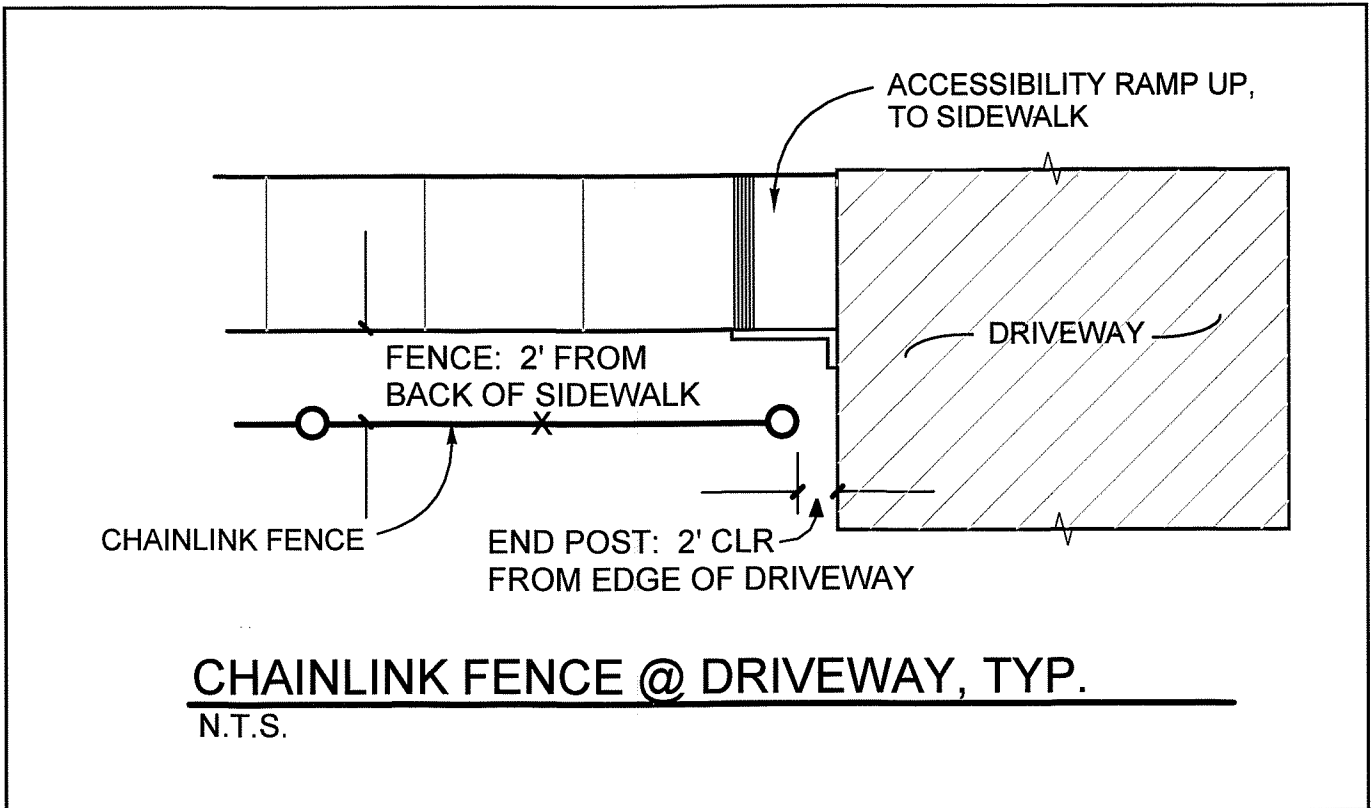 ACCESSIBILITY RAMP UP,
TO SIDEWALK
DRIVEWAY
FENCE: 2' FROM
BACK OF SIDEWALK
X
CHAINLINK FENCE
END POST: 2' CLR
FROM EDGE OF DRIVEWAY
CHAINLINK FENCE @ DRIVEWAY, TYP.
N.T.S.